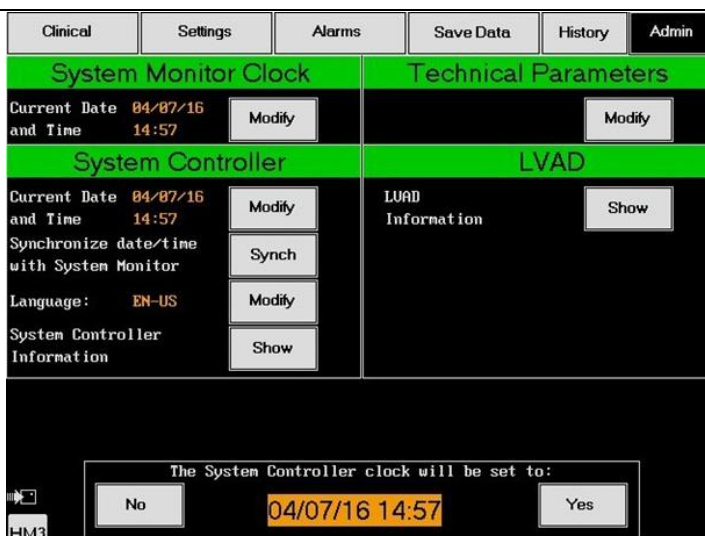 Clinical
Settings
Alarms
Save Data
History
Admin
System Monitor Clock
Technical Parameters
Current Date 04/07/16
and Time 14:57
Modify
Modify
System Controller
LVAD
Current Date 04/07/16
and Time 14:57
Modify
LVAD
Information
Show
Synchronize date/time
with System Monitor
Synch
Language: EN-US
Modify
System Controller
Information
Show
The System Controller clock will be set to:
No
04/07/16 14:57
Yes
HM3